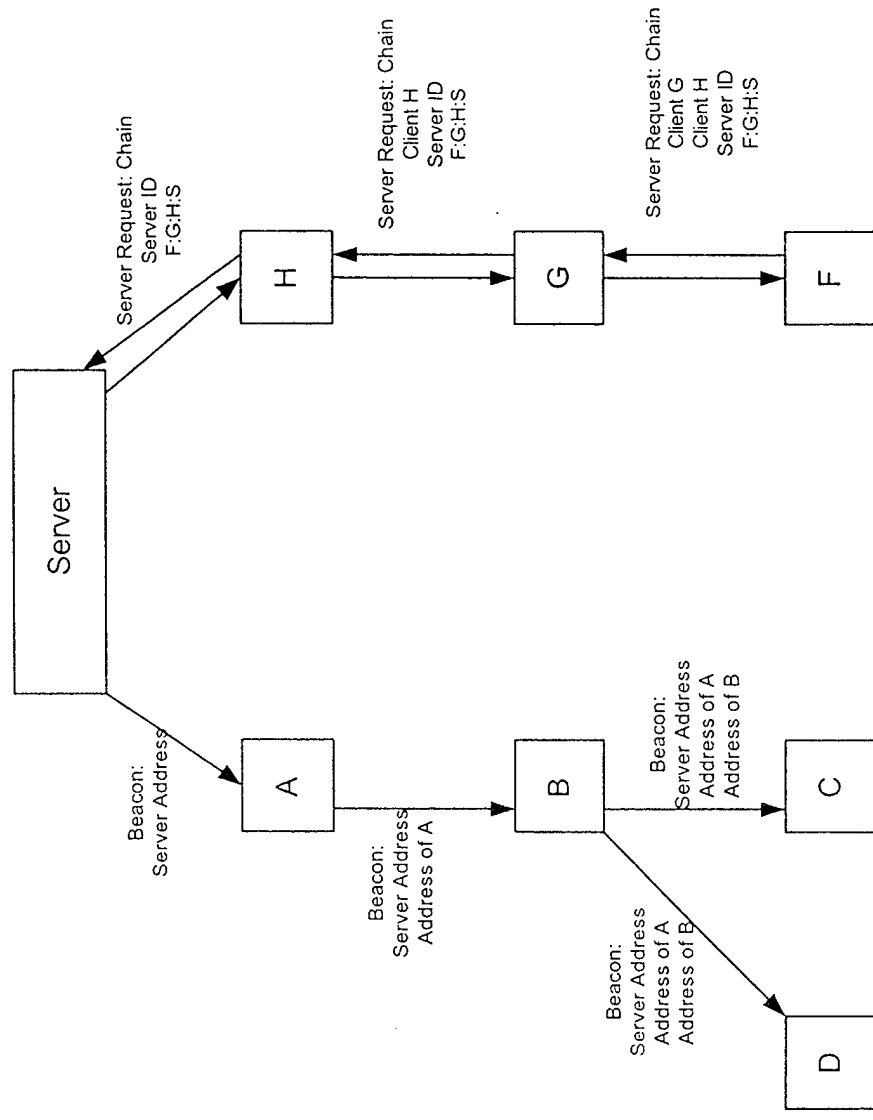 Server
Server Request: Chain
Server ID
F:G:H:S
H
Server Request: Chain
Client H
Server ID
F:G:H:S
G
Server Request: Chain
Client G
Client H
Server ID
F:G:H:S
F
Beacon:
Server Address
A
Beacon:
Server Address
Address of A
B
Beacon:
Server Address
Address of A
Address of B
C
Beacon:
Server Address
Address of A
Address of B
D